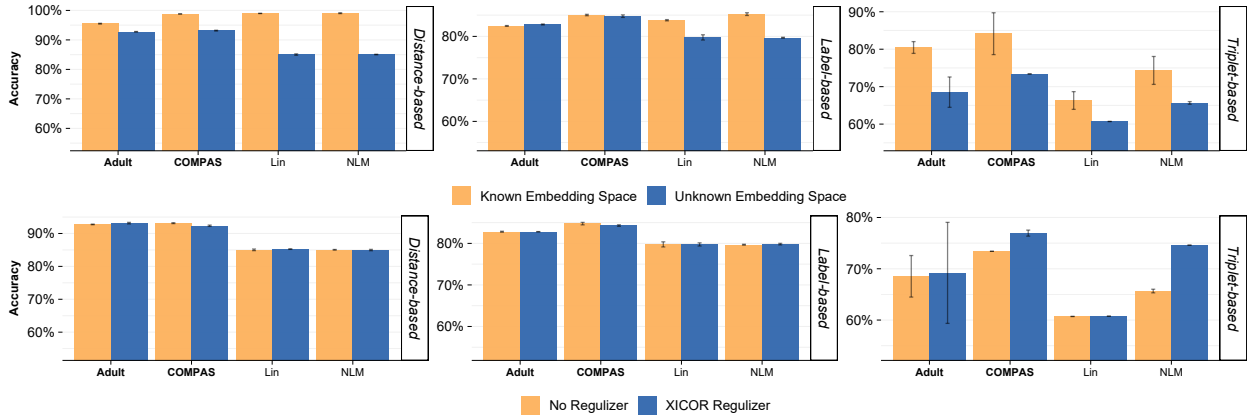 Accuracy
100%
90%
80%
70%
60%
Adult COMPAS Lin NLM
Distance-based
80%
70%
60%
Adult COMPAS Lin NLM
Label-based
90%
80%
70%
60%
Adult COMPAS Lin NLM
Triplet-based
Known Embedding Space Unknown Embedding Space
Accuracy
90%
80%
70%
60%
Adult COMPAS Lin NLM
Distance-based
80%
70%
60%
Adult COMPAS Lin NLM
Label-based
80%
70%
60%
Adult COMPAS Lin NLM
Triplet-based
No Regulizer XICOR Regulizer